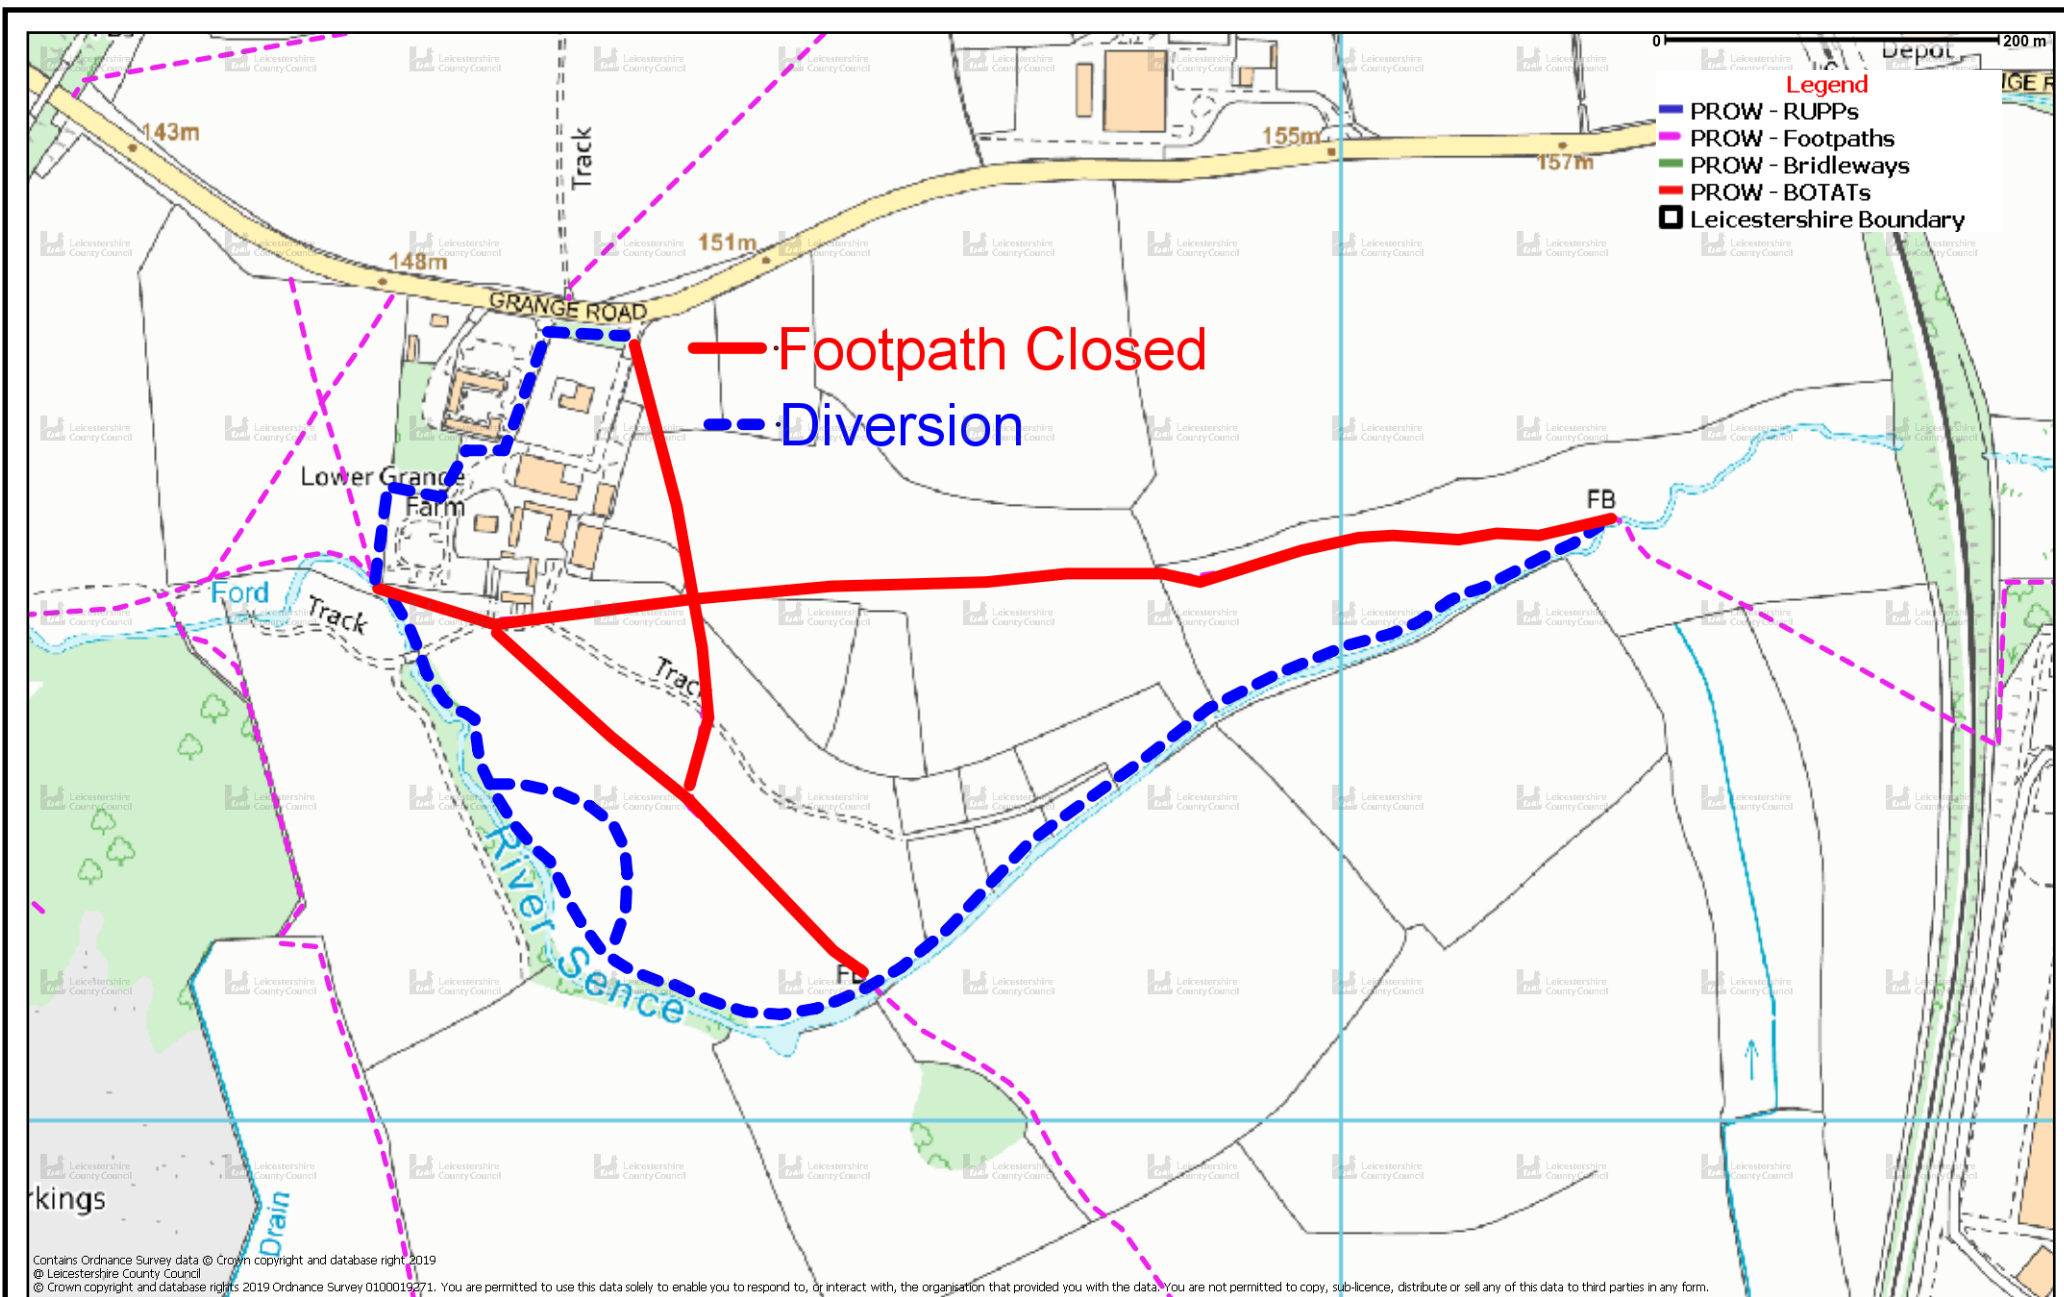 0
200 m
Depot
Legend
PROW - RUPPs
PROW - Footpaths
PROW - Bridleways
PROW - BOTATs
Leicestershire Boundary
143m
Track
155m
157m
151m
148m
GRANGE ROAD
Footpath Closed
Diversion
Lower Grange
Farm
FB
Ford
Track
Track
River Sence
rkings
Drain
Leicestershire
County Council
Contains Ordnance Survey data © Crown copyright and database right 2019
@ Leicestershire County Council
© Crown copyright and database rights 2019 Ordnance Survey 0100019271. You are permitted to use this data solely to enable you to respond to, or interact with, the organisation that provided you with the data. You are not permitted to copy, sub-licence, distribute or sell any of this data to third parties in any form.